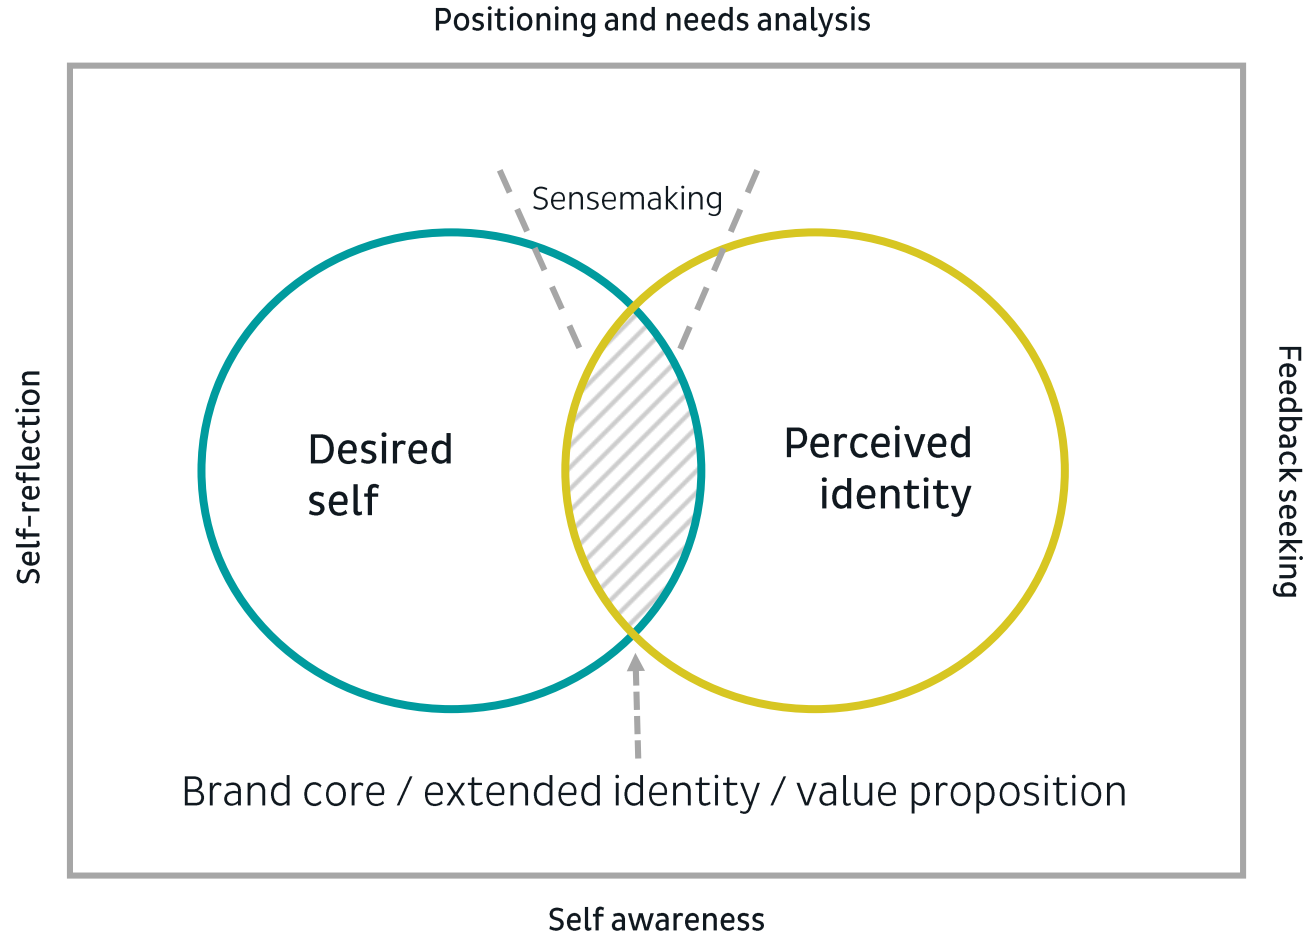 Positioning and needs analysis
Sensemaking
Self-reflection
Desired
self
Perceived
identity
Feedback seeking
Brand core / extended identity / value proposition
Self awareness